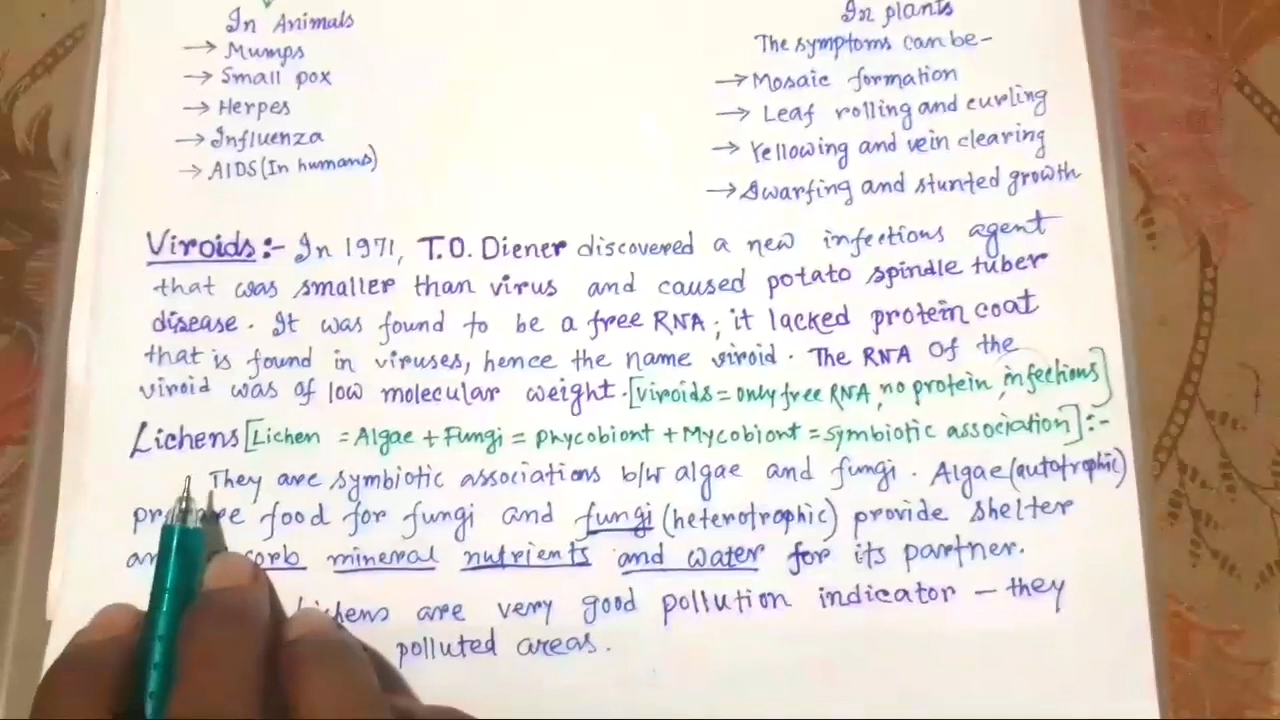 In Animals
→ Mumps
→ Small pox
→ Herpes
→ Influenza
→ AIDS (In humans)
In plants
The symptoms can be-
→ Mosaic formation
→ Leaf rolling and curling
→ Yellowing and vein clearing
→ Dwarfing and stunted growth
Viroids:- In 1971, T.O. Diener discovered a new infections agent
that was smaller than virus and caused potato spindle tuber
disease. It was found to be a free RNA; it lacked protein coat
that is found in viruses, hence the name viroid. The RNA of the
viroid was of low molecular weight. [Viroids = only free RNA, no protein, infections]
Lichens [Lichen = Algae + Fungi = Phycobiont + Mycobiont = Symbiotic association]:-
They are symbiotic associations b/w algae and fungi. Algae (autotrophic)
food for fungi and fungi (heterotrophic) provide shelter
mineral nutrients and water for its partner.
are very good pollution indicator - they
polluted areas.